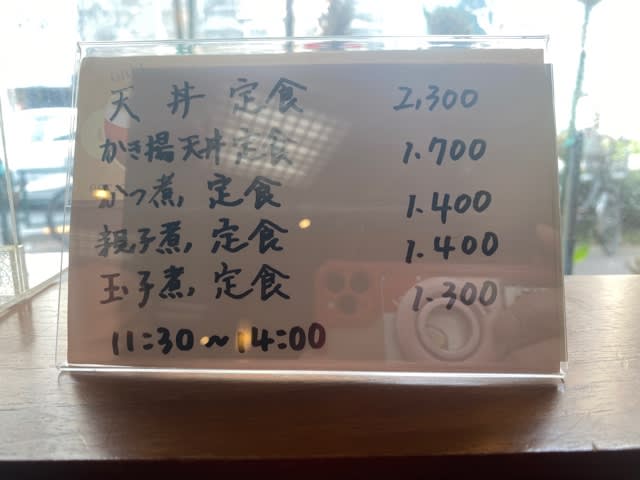 天丼 定食 2,300
かき揚天丼定食 1.700
かつ煮,定食 1.400
親子煮,定食 1.400
玉子煮,定食 1.300
11:30〜14:00